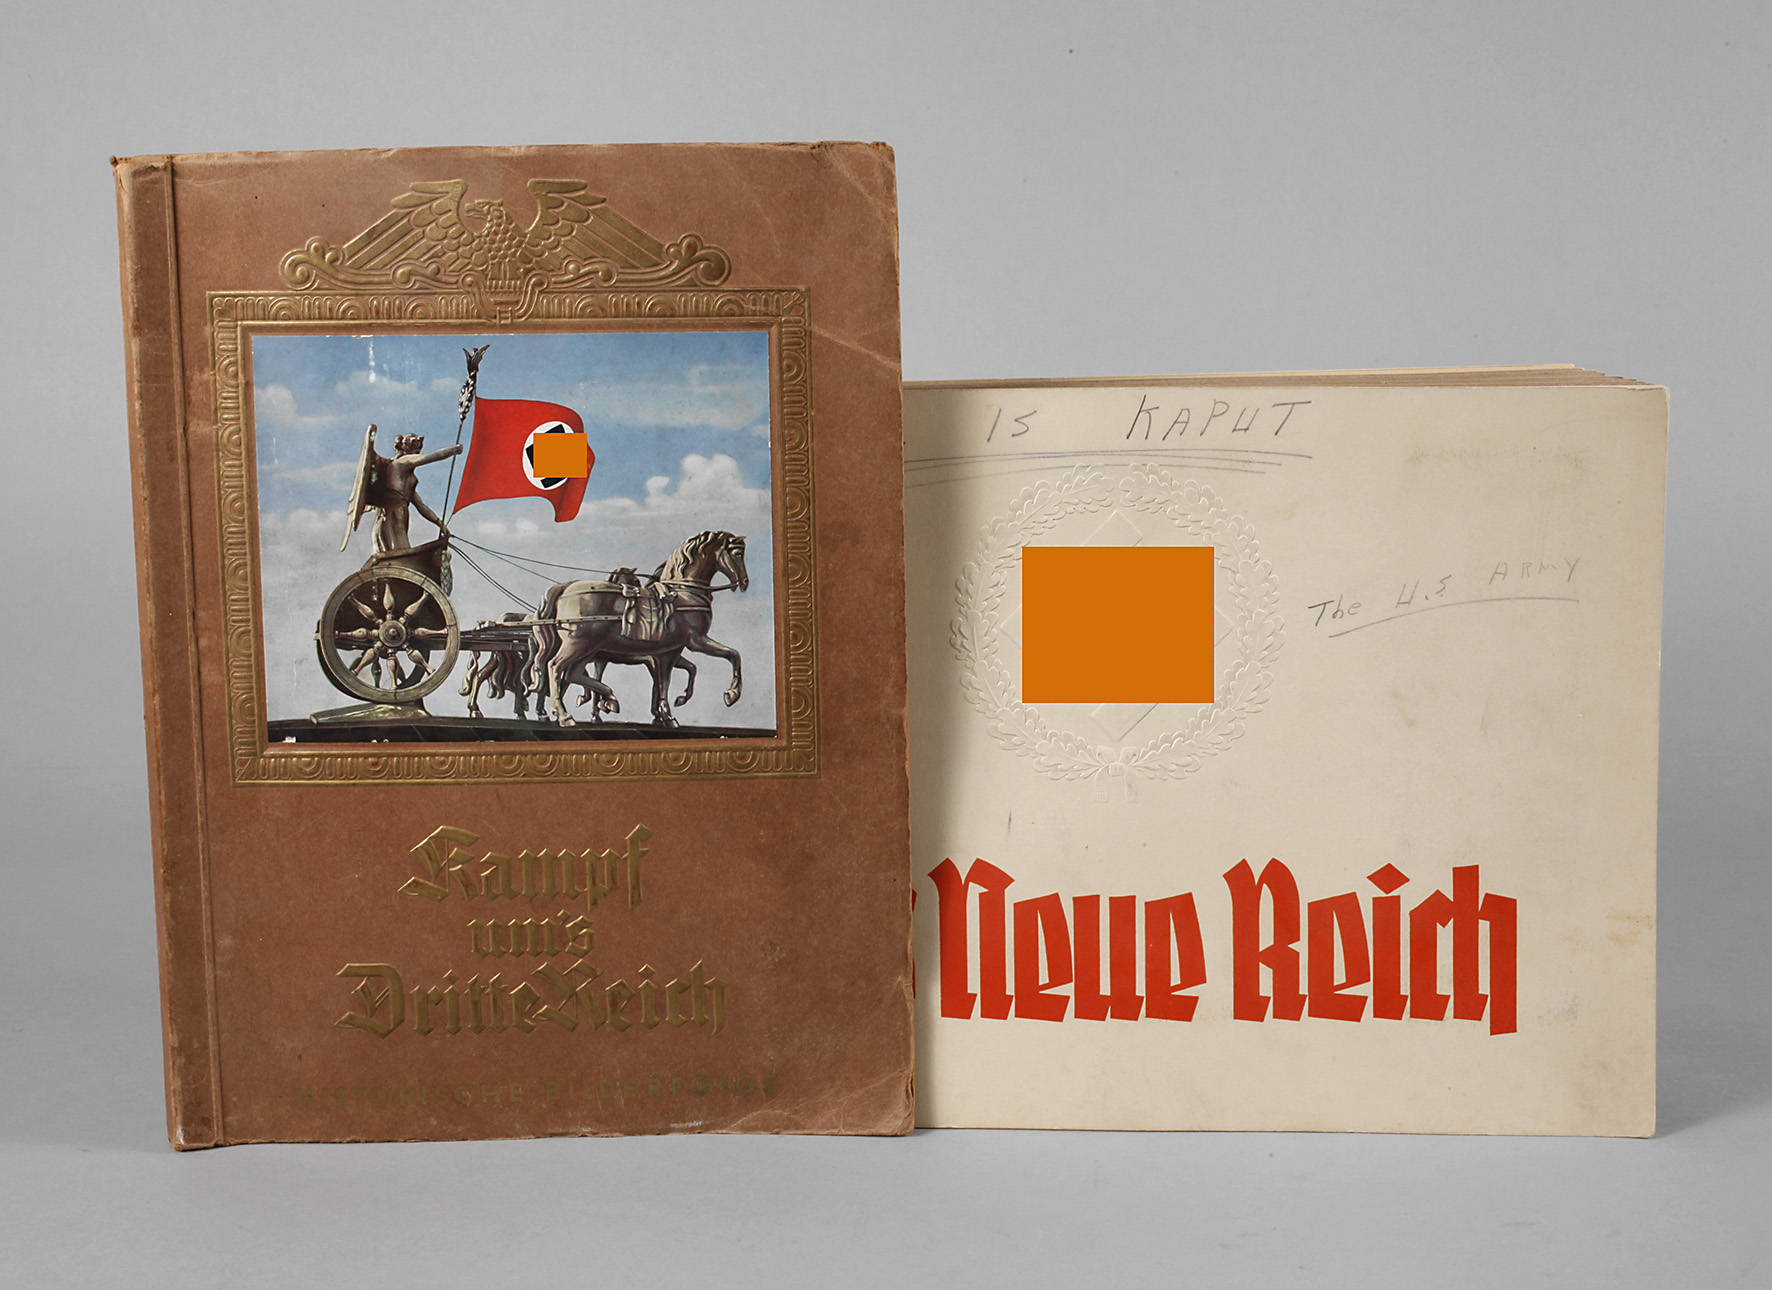 Kampf
um's
Dritte Reich
HISTORISCHE BILDERFOLGE
IS KAPUT
The U.S ARMY
Neue Reich